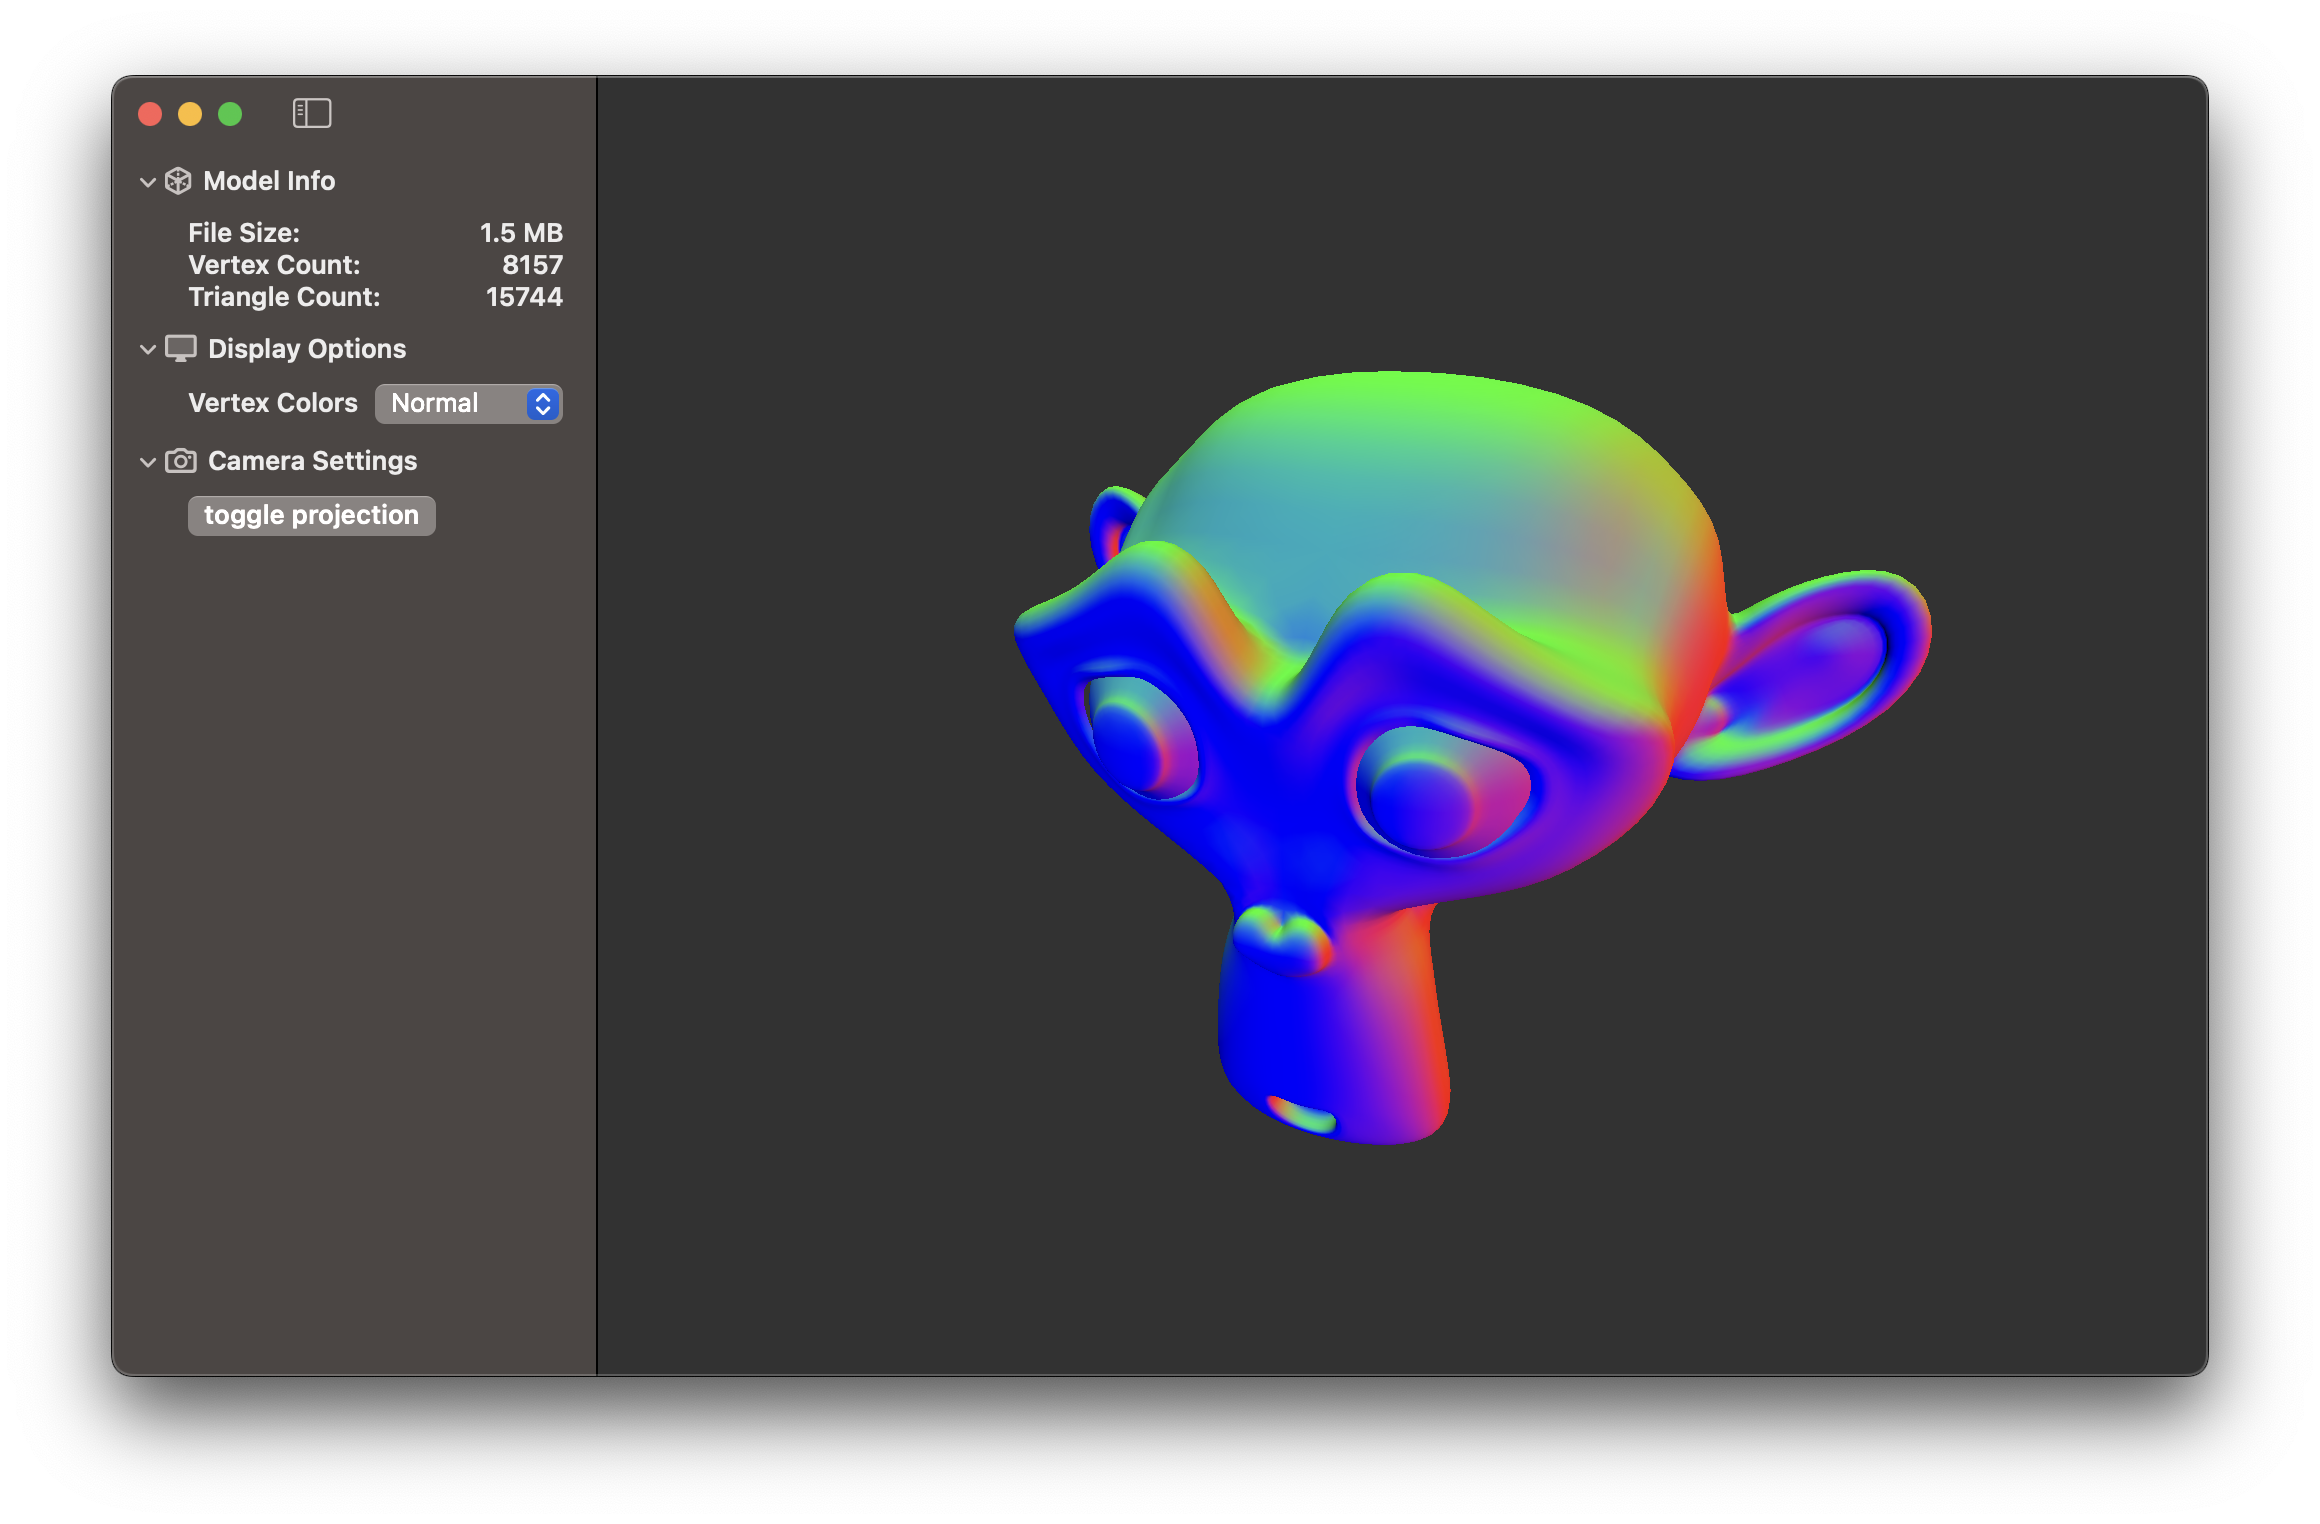 Model Info
File Size: 1.5 MB
Vertex Count: 8157
Triangle Count: 15744
Display Options
Vertex Colors Normal
Camera Settings
toggle projection